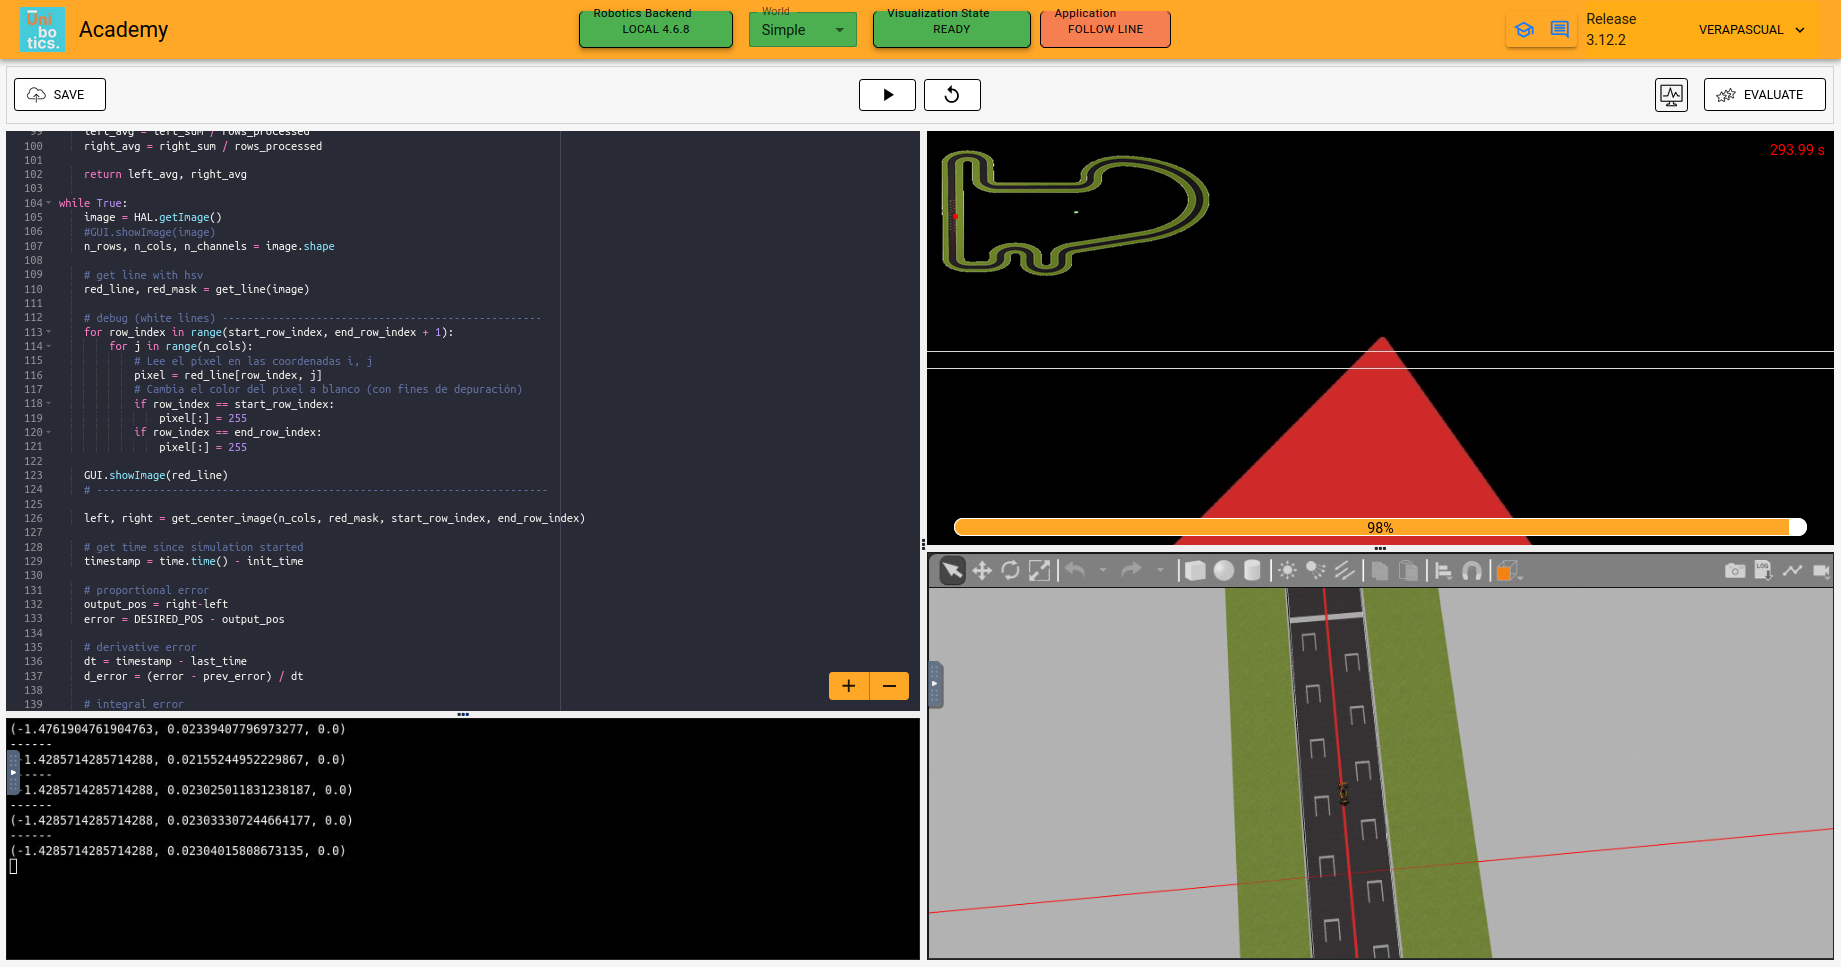 Uni
bo
tics.
Academy
Robotics Backend
LOCAL 4.6.8
World
Simple
Visualization State
READY
Application
FOLLOW LINE
Release
3.12.2
VERAPASCUAL
SAVE
EVALUATE
99 left_avg = left_sum / rows_processed
100 right_avg = right_sum / rows_processed
101
102 return left_avg, right_avg
103
104 while True:
105 image = HAL.getImage()
106 #GUI.showImage(image)
107 n_rows, n_cols, n_channels = image.shape
108
109 # get line with hsv
110 red_line, red_mask = get_line(image)
111
112 # debug (white lines) ---------------------------------------------------
113 for row_index in range(start_row_index, end_row_index + 1):
114 for j in range(n_cols):
115 # Lee el píxel en las coordenadas i, j
116 pixel = red_line[row_index, j]
117 # Cambia el color del píxel a blanco (con fines de depuración)
118 if row_index == start_row_index:
119 pixel[:] = 255
120 if row_index == end_row_index:
121 pixel[:] = 255
122
123 GUI.showImage(red_line)
124 # ------------------------------------------------------------------------
125
126 left, right = get_center_image(n_cols, red_mask, start_row_index, end_row_index)
127
128 # get time since simulation started
129 timestamp = time.time() - init_time
130
131 # proportional error
132 output_pos = right-left
133 error = DESIRED_POS - output_pos
134
135 # derivative error
136 dt = timestamp - last_time
137 d_error = (error - prev_error) / dt
138
139 # integral error
(-1.4761904761904763, 0.02339407796973277, 0.0)
------
-1.4285714285714288, 0.02155244952229867, 0.0)
-----
-1.4285714285714288, 0.023025011831238187, 0.0)
------
(-1.4285714285714288, 0.023033307244664177, 0.0)
------
(-1.4285714285714288, 0.02304015808673135, 0.0)
293.99 s
98%
LOG